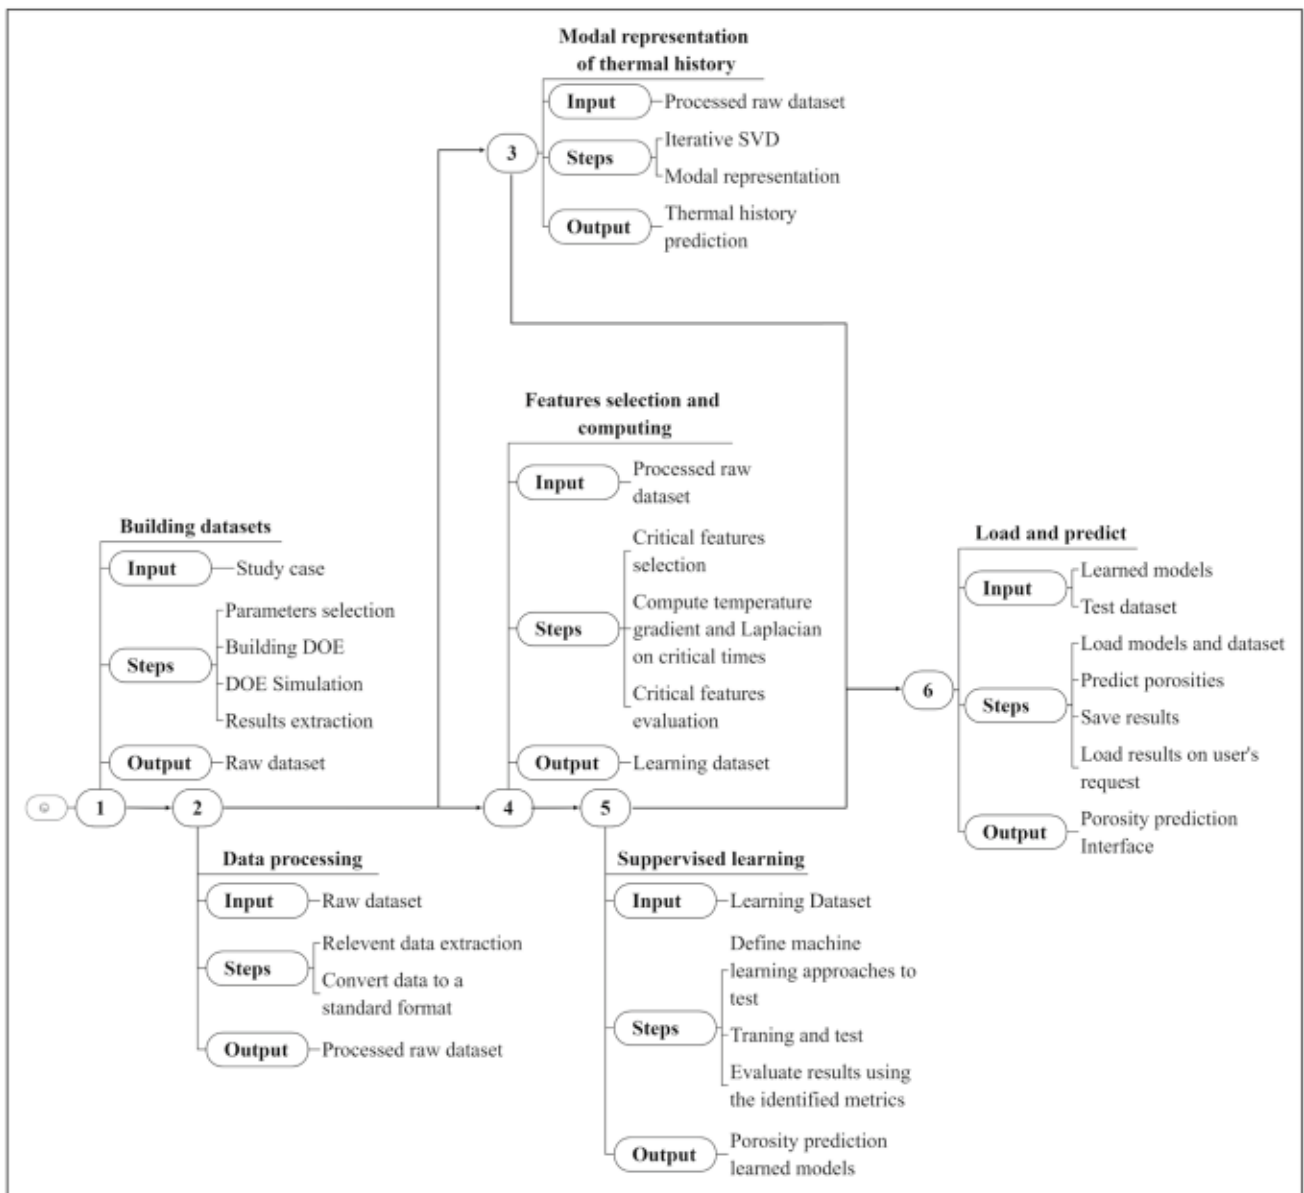 Modal representation
of thermal history
Input
Processed raw dataset
3
Steps
Iterative SVD
Modal representation
Output
Thermal history
prediction
Features selection and
computing
Input
Processed raw
dataset
Steps
Critical features
selection
Compute temperature
gradient and Laplacian
on critical times
Critical features
evaluation
Output
Learning dataset
Building datasets
Input
Study case
Steps
Parameters selection
Building DOE
DOE Simulation
Results extraction
Output
Raw dataset
1
2
4
5
Data processing
Input
Raw dataset
Steps
Relevent data extraction
Convert data to a
standard format
Output
Processed raw dataset
Suppervised learning
Input
Learning Dataset
Steps
Define machine
learning approaches to
test
Traning and test
Evaluate results using
the identified metrics
Output
Porosity prediction
learned models
Load and predict
Input
Learned models
Test dataset
6
Steps
Load models and dataset
Predict porosities
Save results
Load results on user's
request
Output
Porosity prediction
Interface